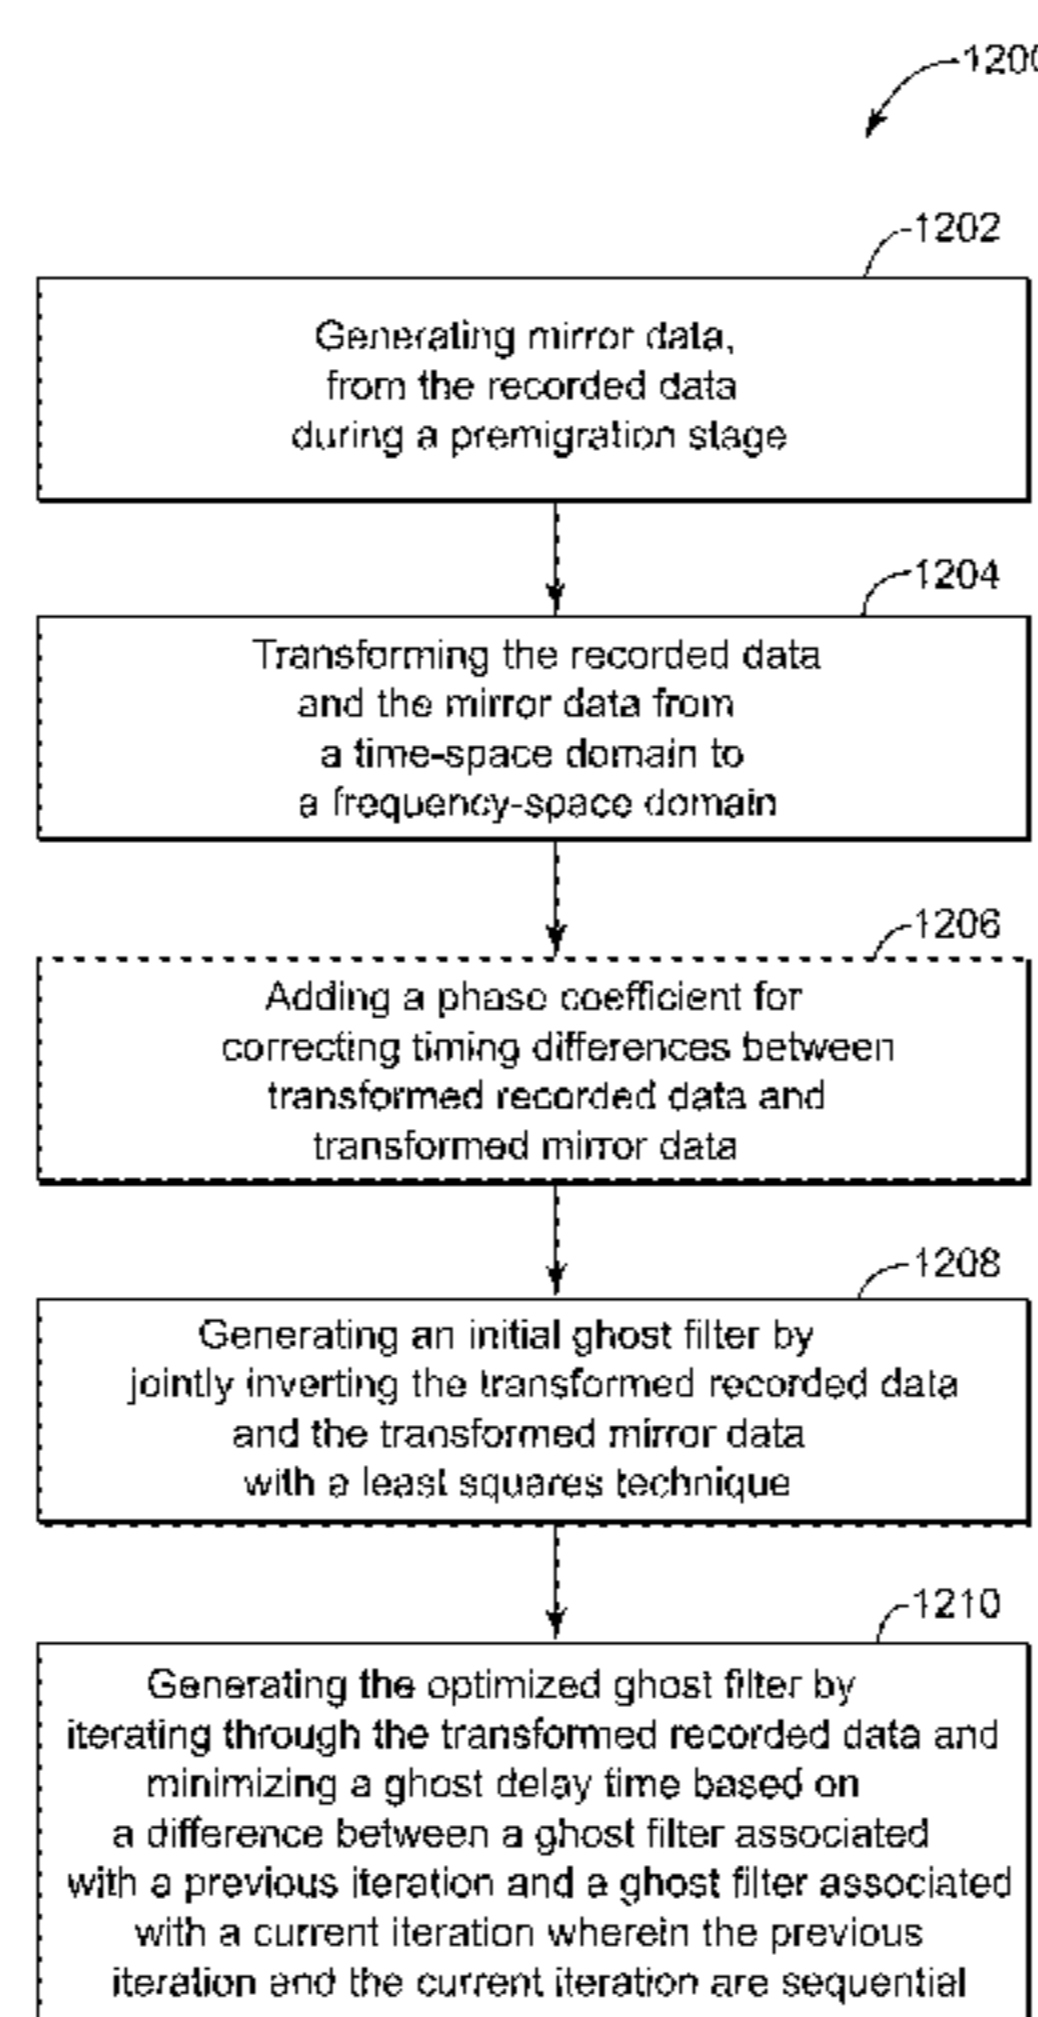 1200
1202
Generating mirror data,
from the recorded data
during a premigration stage
1204
Transforming the recorded data
and the mirror data from
a time-space domain to
a frequency-space domain
1206
Adding a phase coefficient for
correcting timing differences between
transformed recorded data and
transformed mirror data
1208
Generating an initial ghost filter by
jointly inverting the transformed recorded data
and the transformed mirror data
with a least squares technique
1210
Generating the optimized ghost filter by
iterating through the transformed recorded data and
minimizing a ghost delay time based on
a difference between a ghost filter associated
with a previous iteration and a ghost filter associated
with a current iteration wherein the previous
iteration and the current iteration are sequential